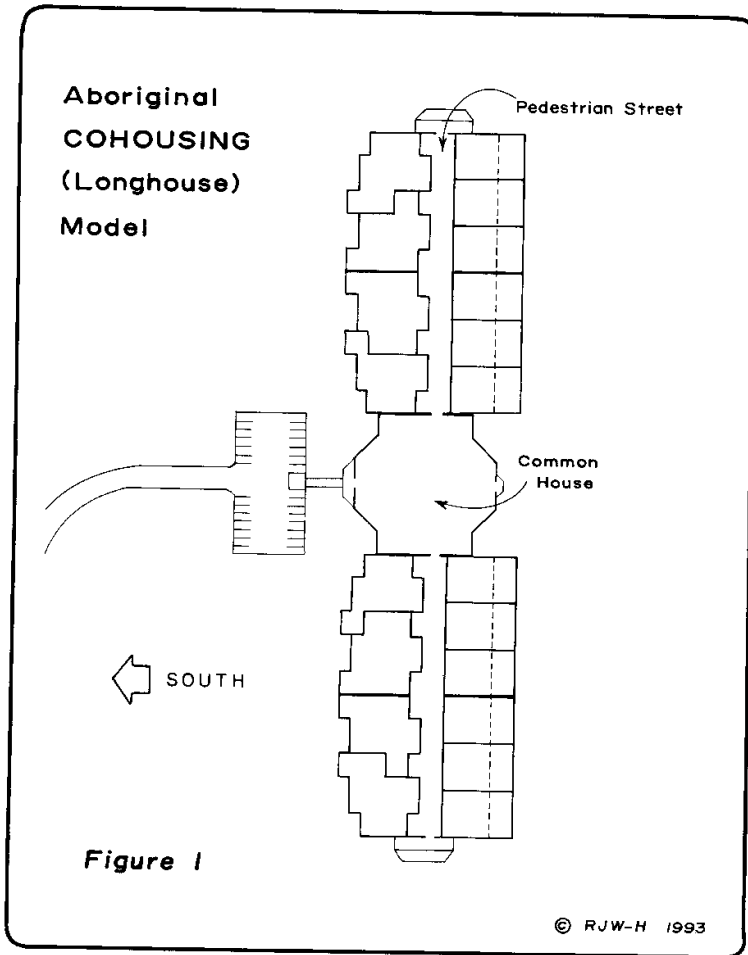 Aboriginal
COHOUSING
(Longhouse)
Model
Pedestrian Street
Common
House
SOUTH
Figure 1
© RJW-H 1993